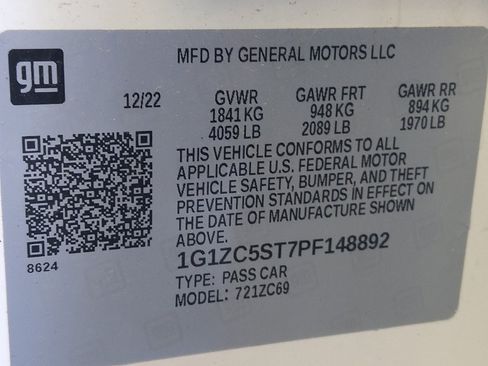 gm
MFD BY GENERAL MOTORS LLC
12/22 GVWR GAWR FRT GAWR RR
1841 KG 948 KG 894 KG
4059 LB 2089 LB 1970 LB
THIS VEHICLE CONFORMS TO ALL
APPLICABLE U.S. FEDERAL MOTOR
VEHICLE SAFETY, BUMPER, AND THEFT
PREVENTION STANDARDS IN EFFECT ON
THE DATE OF MANUFACTURE SHOWN
ABOVE.
8624
1G1ZC5ST7PF148892
TYPE: PASS CAR
MODEL: 721ZC69